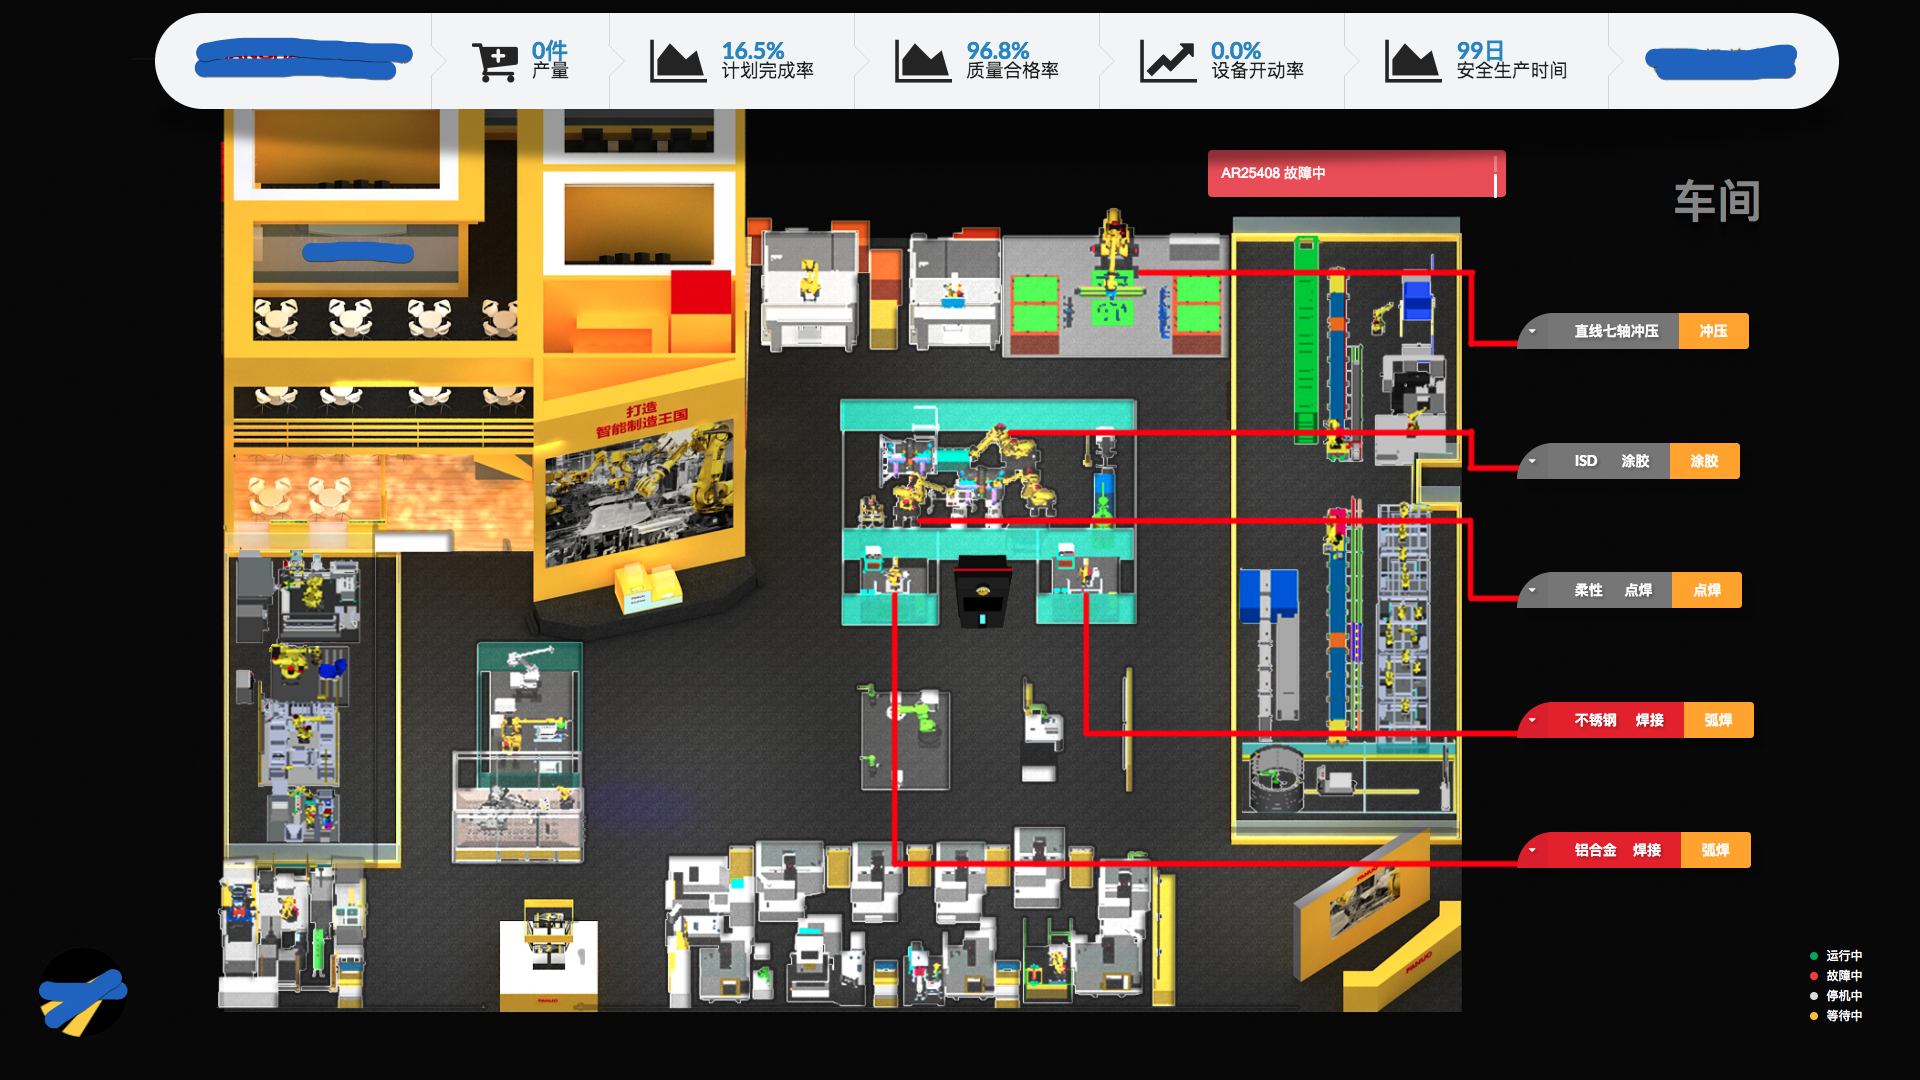 0件
产量
16.5%
计划完成率
96.8%
质量合格率
0.0%
设备开动率
99日
安全生产时间
AR25408 故障中
车间
直线七轴冲压 冲压
ISD 涂胶 涂胶
打造
智能制造王国
柔性 点焊 点焊
不锈钢 焊接 弧焊
铝合金 焊接 弧焊
FANUC
FANUC
FANUC
运行中
故障中
停机中
等待中